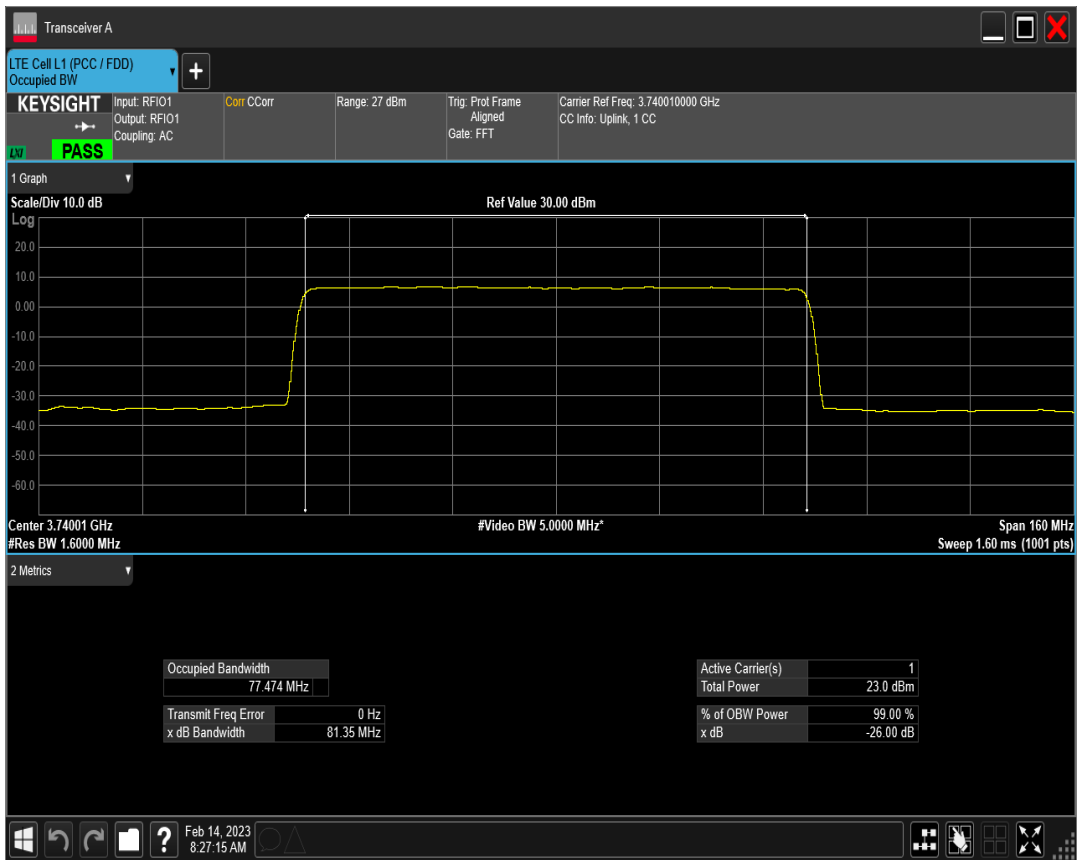 Transceiver A
LTE Cell L1 (PCC / FDD)
Occupied BW
KEYSIGHT
LXI
PASS
Input: RFIO1
Output: RFIO1
Coupling: AC
Corr CCorr
Range: 27 dBm
Trig: Prot Frame
Aligned
Gate: FFT
Carrier Ref Freq: 3.740010000 GHz
CC Info: Uplink, 1 CC
1 Graph
Scale/Div 10.0 dB
Ref Value 30.00 dBm
Log
20.0
10.0
0.00
-10.0
-20.0
-30.0
-40.0
-50.0
-60.0
Center 3.74001 GHz
#Video BW 5.0000 MHz*
Span 160 MHz
#Res BW 1.6000 MHz
Sweep 1.60 ms (1001 pts)
2 Metrics
Occupied Bandwidth
77.474 MHz
Transmit Freq Error 0 Hz
x dB Bandwidth 81.35 MHz
Active Carrier(s) 1
Total Power 23.0 dBm
% of OBW Power 99.00 %
x dB -26.00 dB
?
Feb 14, 2023
8:27:15 AM